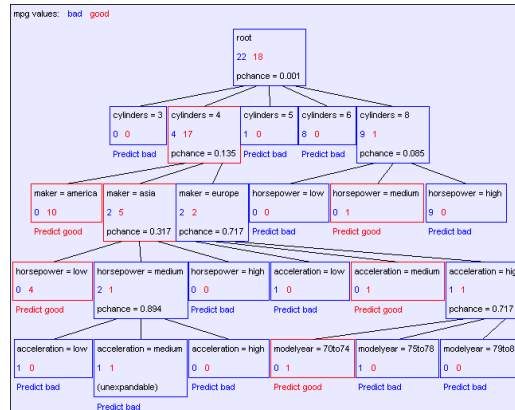 mpg values: bad good
root
22 18
pchance = 0.001
cylinders = 3
0 0
Predict bad
cylinders = 4
4 17
pchance = 0.135
cylinders = 5
1 0
Predict bad
cylinders = 6
8 0
Predict bad
cylinders = 8
9 1
pchance = 0.085
maker = america
0 10
Predict good
maker = asia
2 5
pchance = 0.317
maker = europe
2 2
pchance = 0.717
horsepower = low
0 0
Predict bad
horsepower = medium
0 1
Predict good
horsepower = high
9 0
Predict bad
horsepower = low
0 4
Predict good
horsepower = medium
2 1
pchance = 0.894
horsepower = high
0 0
Predict bad
acceleration = low
1 0
Predict bad
acceleration = medium
0 1
Predict good
acceleration = hig
1 1
pchance = 0.717
acceleration = low
1 0
Predict bad
acceleration = medium
1 1
(unexpandable)
Predict bad
acceleration = high
0 0
Predict bad
modelyear = 70to74
0 1
Predict good
modelyear = 75to78
1 0
Predict bad
modelyear = 79to8
0 0
Predict bad